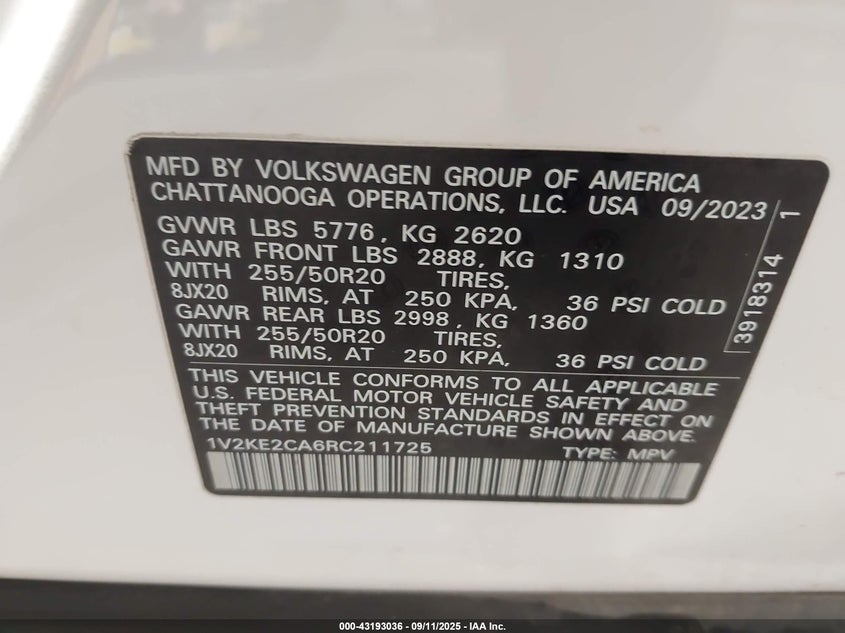 MFD BY VOLKSWAGEN GROUP OF AMERICA
CHATTANOOGA OPERATIONS, LLC. USA 09/2023
GVWR LBS 5776, KG 2620
GAWR FRONT LBS 2888, KG 1310
WITH 255/50R20 TIRES,
8JX20 RIMS, AT 250 KPA, 36 PSI COLD
GAWR REAR LBS 2998, KG 1360
WITH 255/50R20 TIRES,
8JX20 RIMS, AT 250 KPA, 36 PSI COLD
THIS VEHICLE CONFORMS TO ALL APPLICABLE
U.S. FEDERAL MOTOR VEHICLE SAFETY AND
THEFT PREVENTION STANDARDS IN EFFECT ON
THE DATE OF MANUFACTURE SHOWN ABOVE.
1V2KE2CA6RC211725 TYPE: MPV
3918314 1
000-43193036 - 09/11/2025 - IAA Inc.